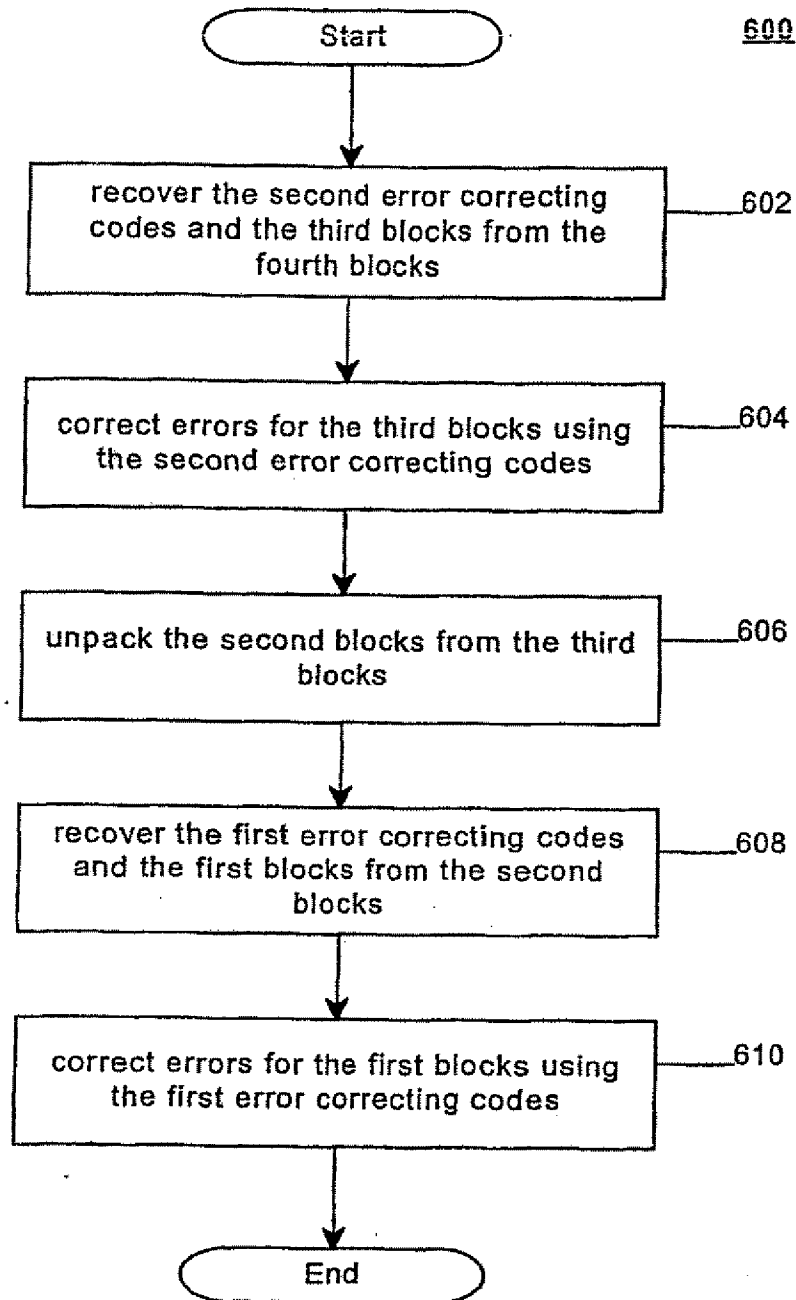 Start
600
recover the second error correcting
codes and the third blocks from the
fourth blocks
602
correct errors for the third blocks using
the second error correcting codes
604
unpack the second blocks from the third
blocks
606
recover the first error correcting codes
and the first blocks from the second
blocks
608
correct errors for the first blocks using
the first error correcting codes
610
End